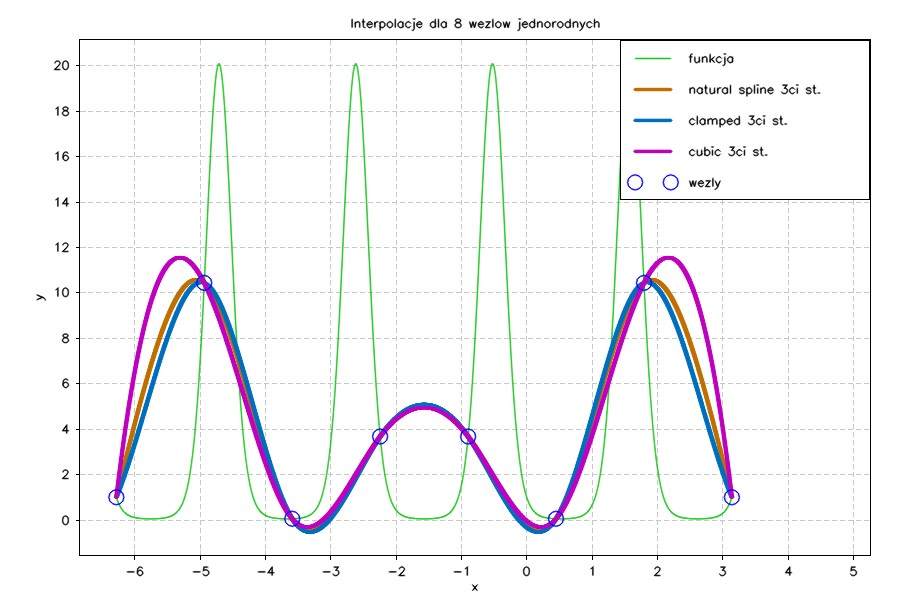 Interpolacje dla 8 wezlow jednorodnych
funkcja
natural spline 3ci st.
clamped 3ci st.
cubic 3ci st.
wezly
y
20
18
16
14
12
10
8
6
4
2
0
-6 -5 -4 -3 -2 -1 0 1 2 3 4 5
x